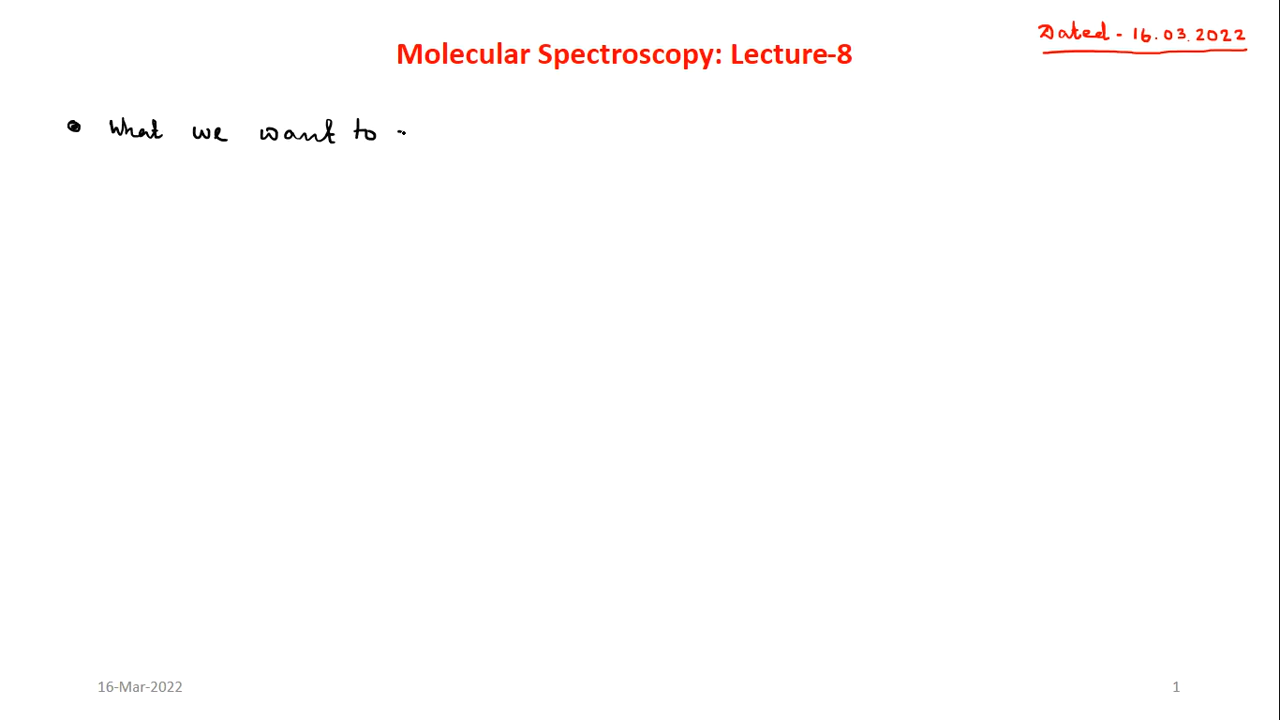 Dated - 16.03.2022
Molecular Spectroscopy: Lecture-8
• What we want to
16-Mar-2022
1